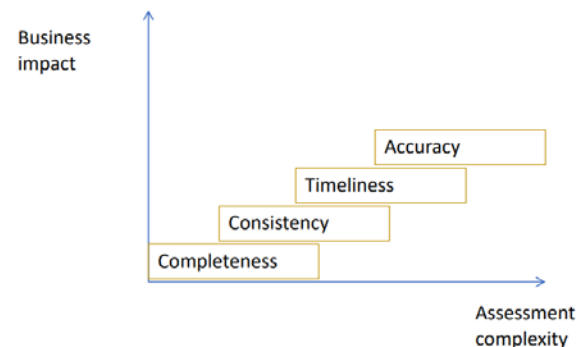 Business
impact
Accuracy
Timeliness
Consistency
Completeness
Assessment
complexity